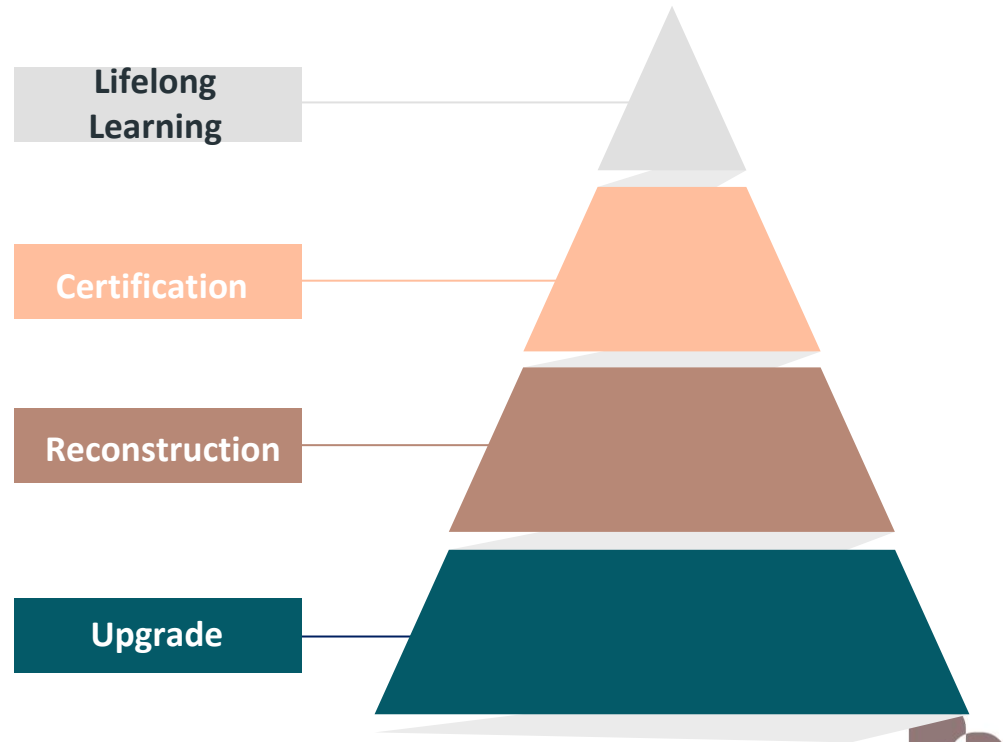 Lifelong
Learning
Certification
Reconstruction
Upgrade